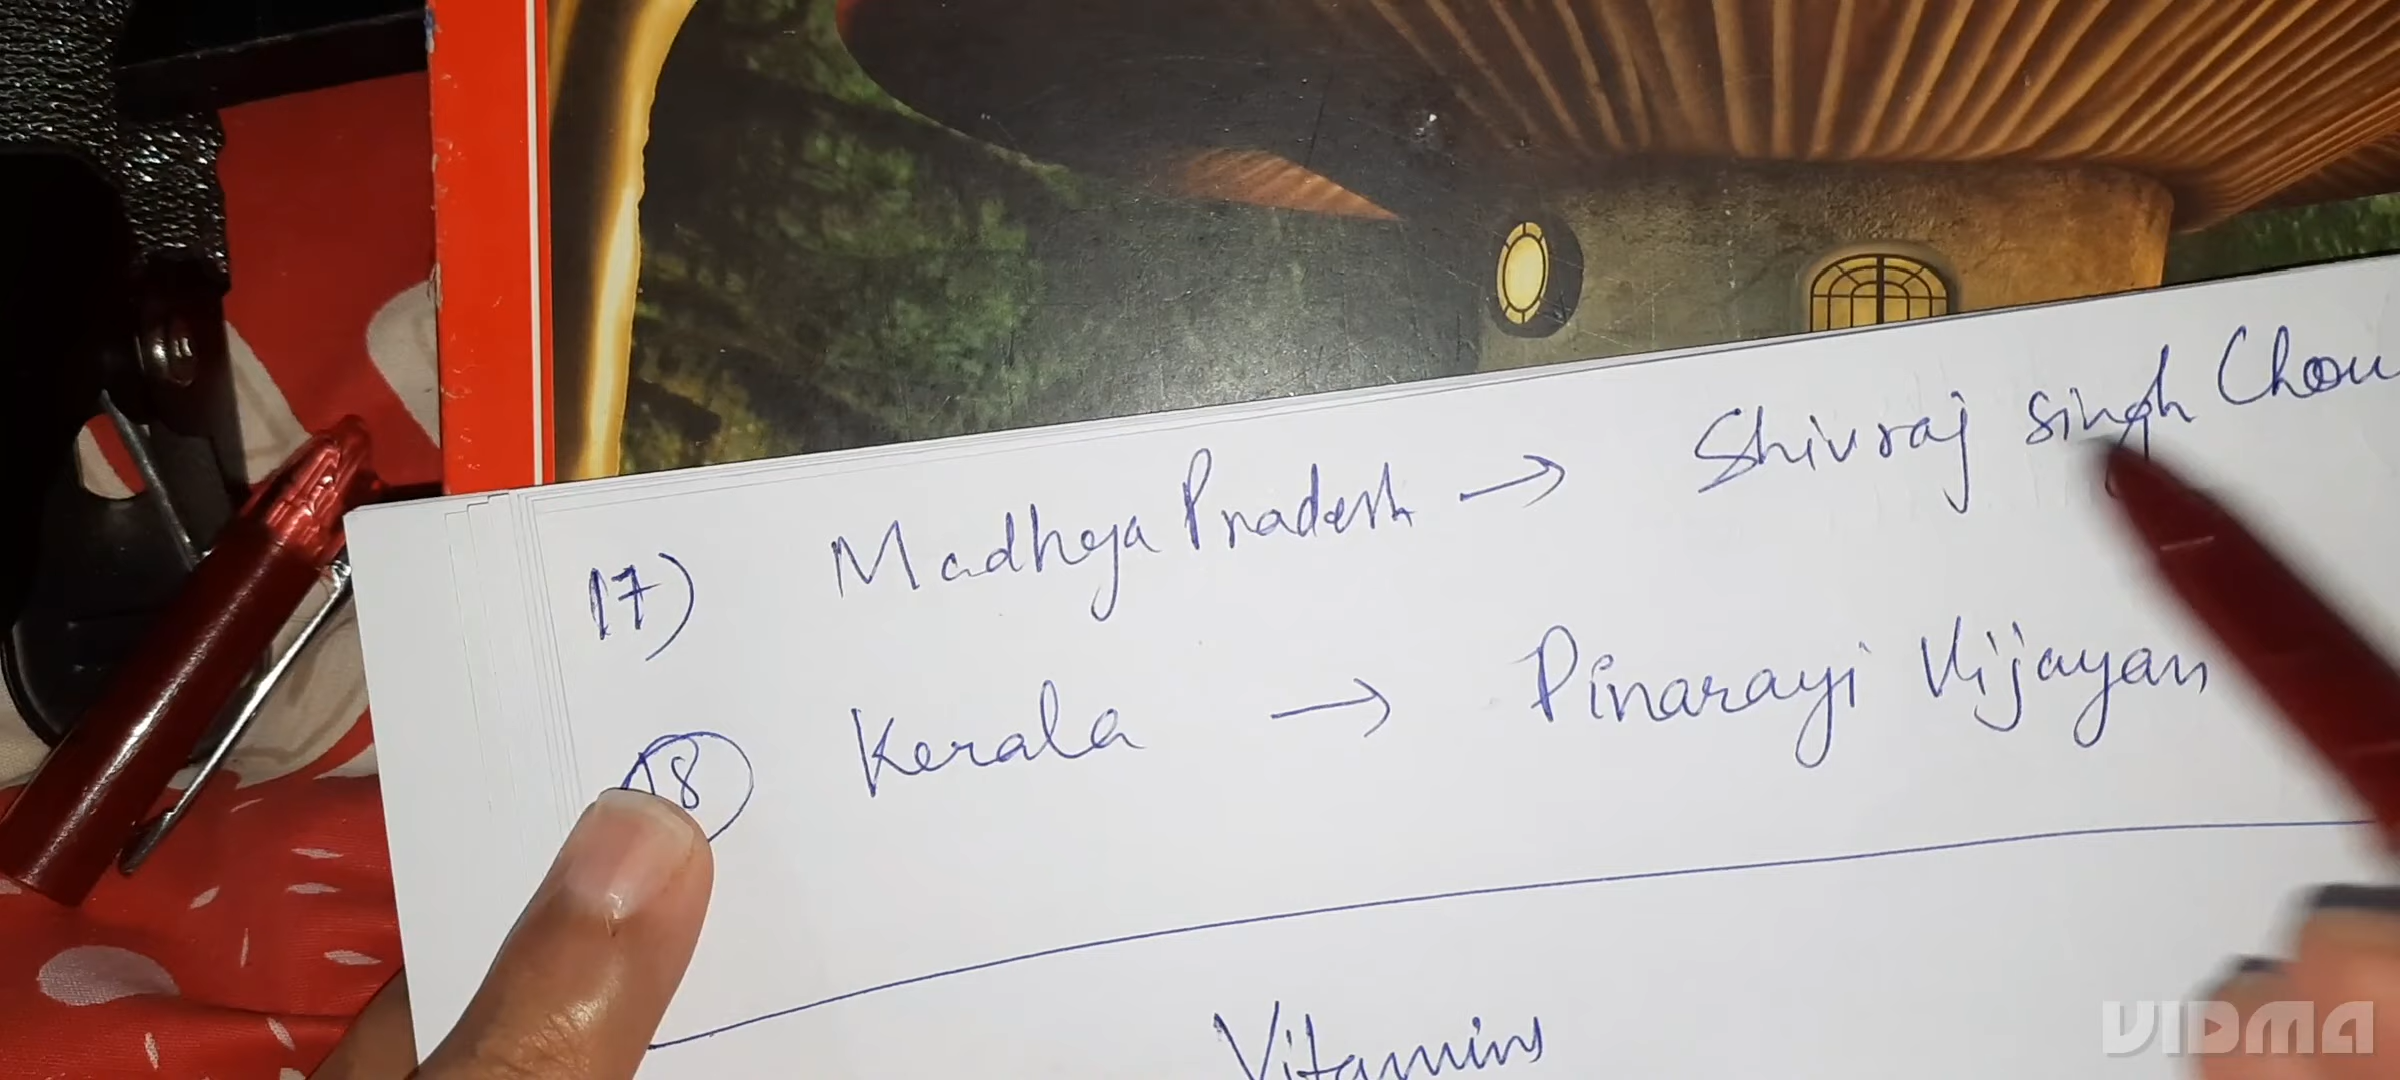 17) Madhya Pradesh → Shivraj Singh Chou
18 Kerala → Pinarayi Vijayan
Vitamins
VIDMA